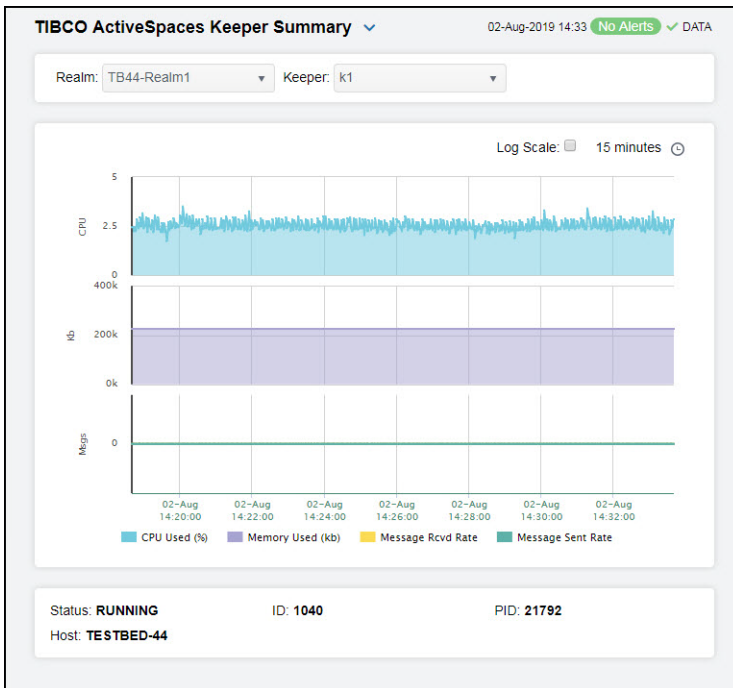 TIBCO ActiveSpaces Keeper Summary 02-Aug-2019 14:33 No Alerts DATA
Realm: TB44-Realm1 Keeper: k1
Log Scale: 15 minutes
5
CPU
2.5
0
400k
Kb
200k
0k
Msgs
0
02-Aug 02-Aug 02-Aug 02-Aug 02-Aug 02-Aug 02-Aug
14:20:00 14:22:00 14:24:00 14:26:00 14:28:00 14:30:00 14:32:00
CPU Used (%) Memory Used (kb) Message Rcvd Rate Message Sent Rate
Status: RUNNING ID: 1040 PID: 21792
Host: TESTBED-44